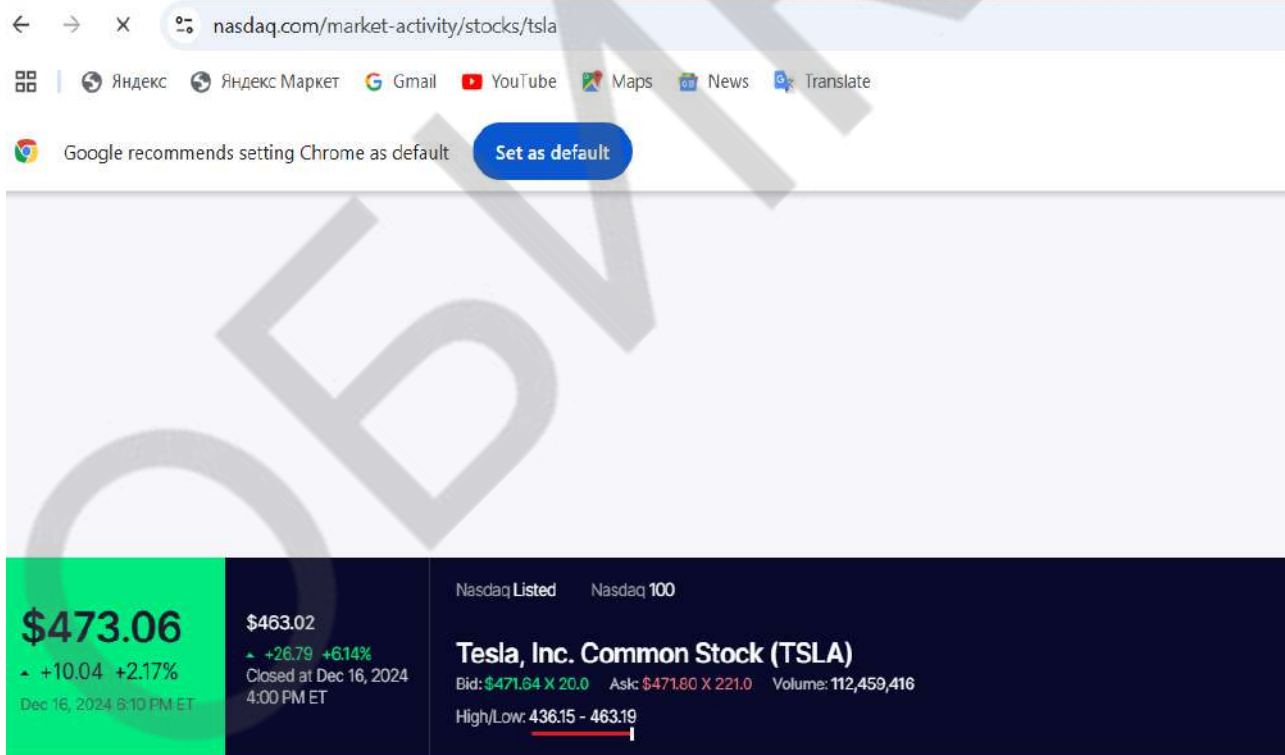 nasdaq.com/market-activity/stocks/tsla
Яндекс Яндекс Маркет Gmail YouTube Maps News Translate
Google recommends setting Chrome as default Set as default
$473.06
+10.04 +2.17%
Dec 16, 2024 6:10 PM ET
$463.02
+26.79 +6.14%
Closed at Dec 16, 2024
4:00 PM ET
Nasdaq Listed Nasdaq 100
Tesla, Inc. Common Stock (TSLA)
Bid: $471.64 X 20.0 Ask: $471.80 X 221.0 Volume: 112,459,416
High/Low: 436.15 - 463.19